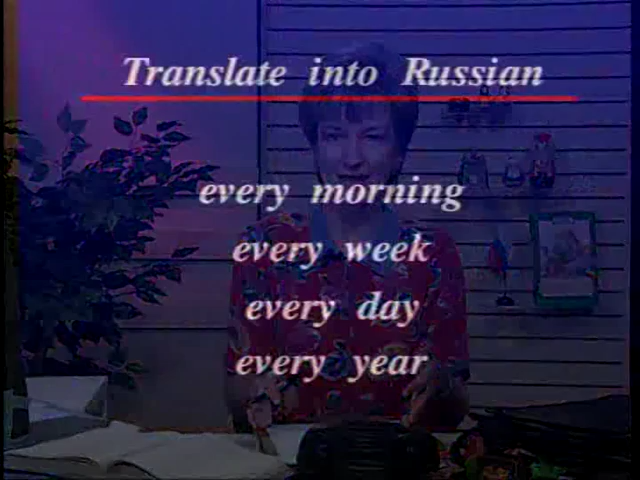 Translate into Russian
every morning
every week
every day
every year